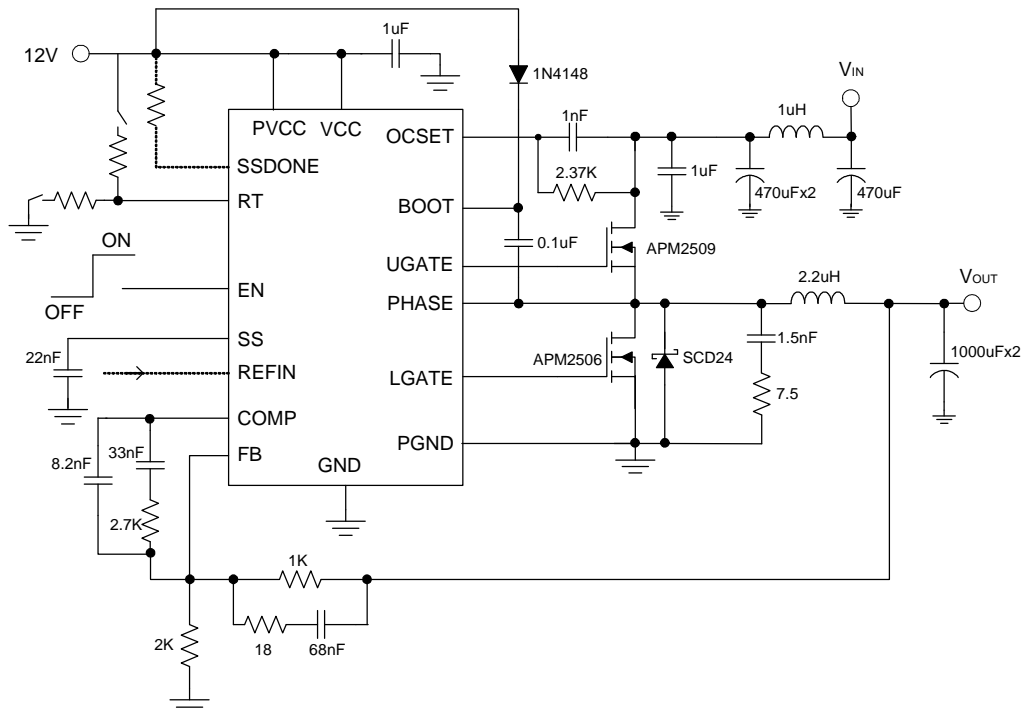 12V
1uF
1N4148
VIN
1uH
PVCC
VCC
OCSET
1nF
SSDONE
2.37K
1uF
470uFx2
470uF
RT
BOOT
ON
0.1uF
APM2509
UGATE
OFF
EN
PHASE
2.2uH
VOUT
SS
22nF
REFIN
APM2506
SCD24
1.5nF
1000uFx2
LGATE
7.5
COMP
8.2nF
33nF
FB
GND
PGND
2.7K
1K
2K
18
68nF